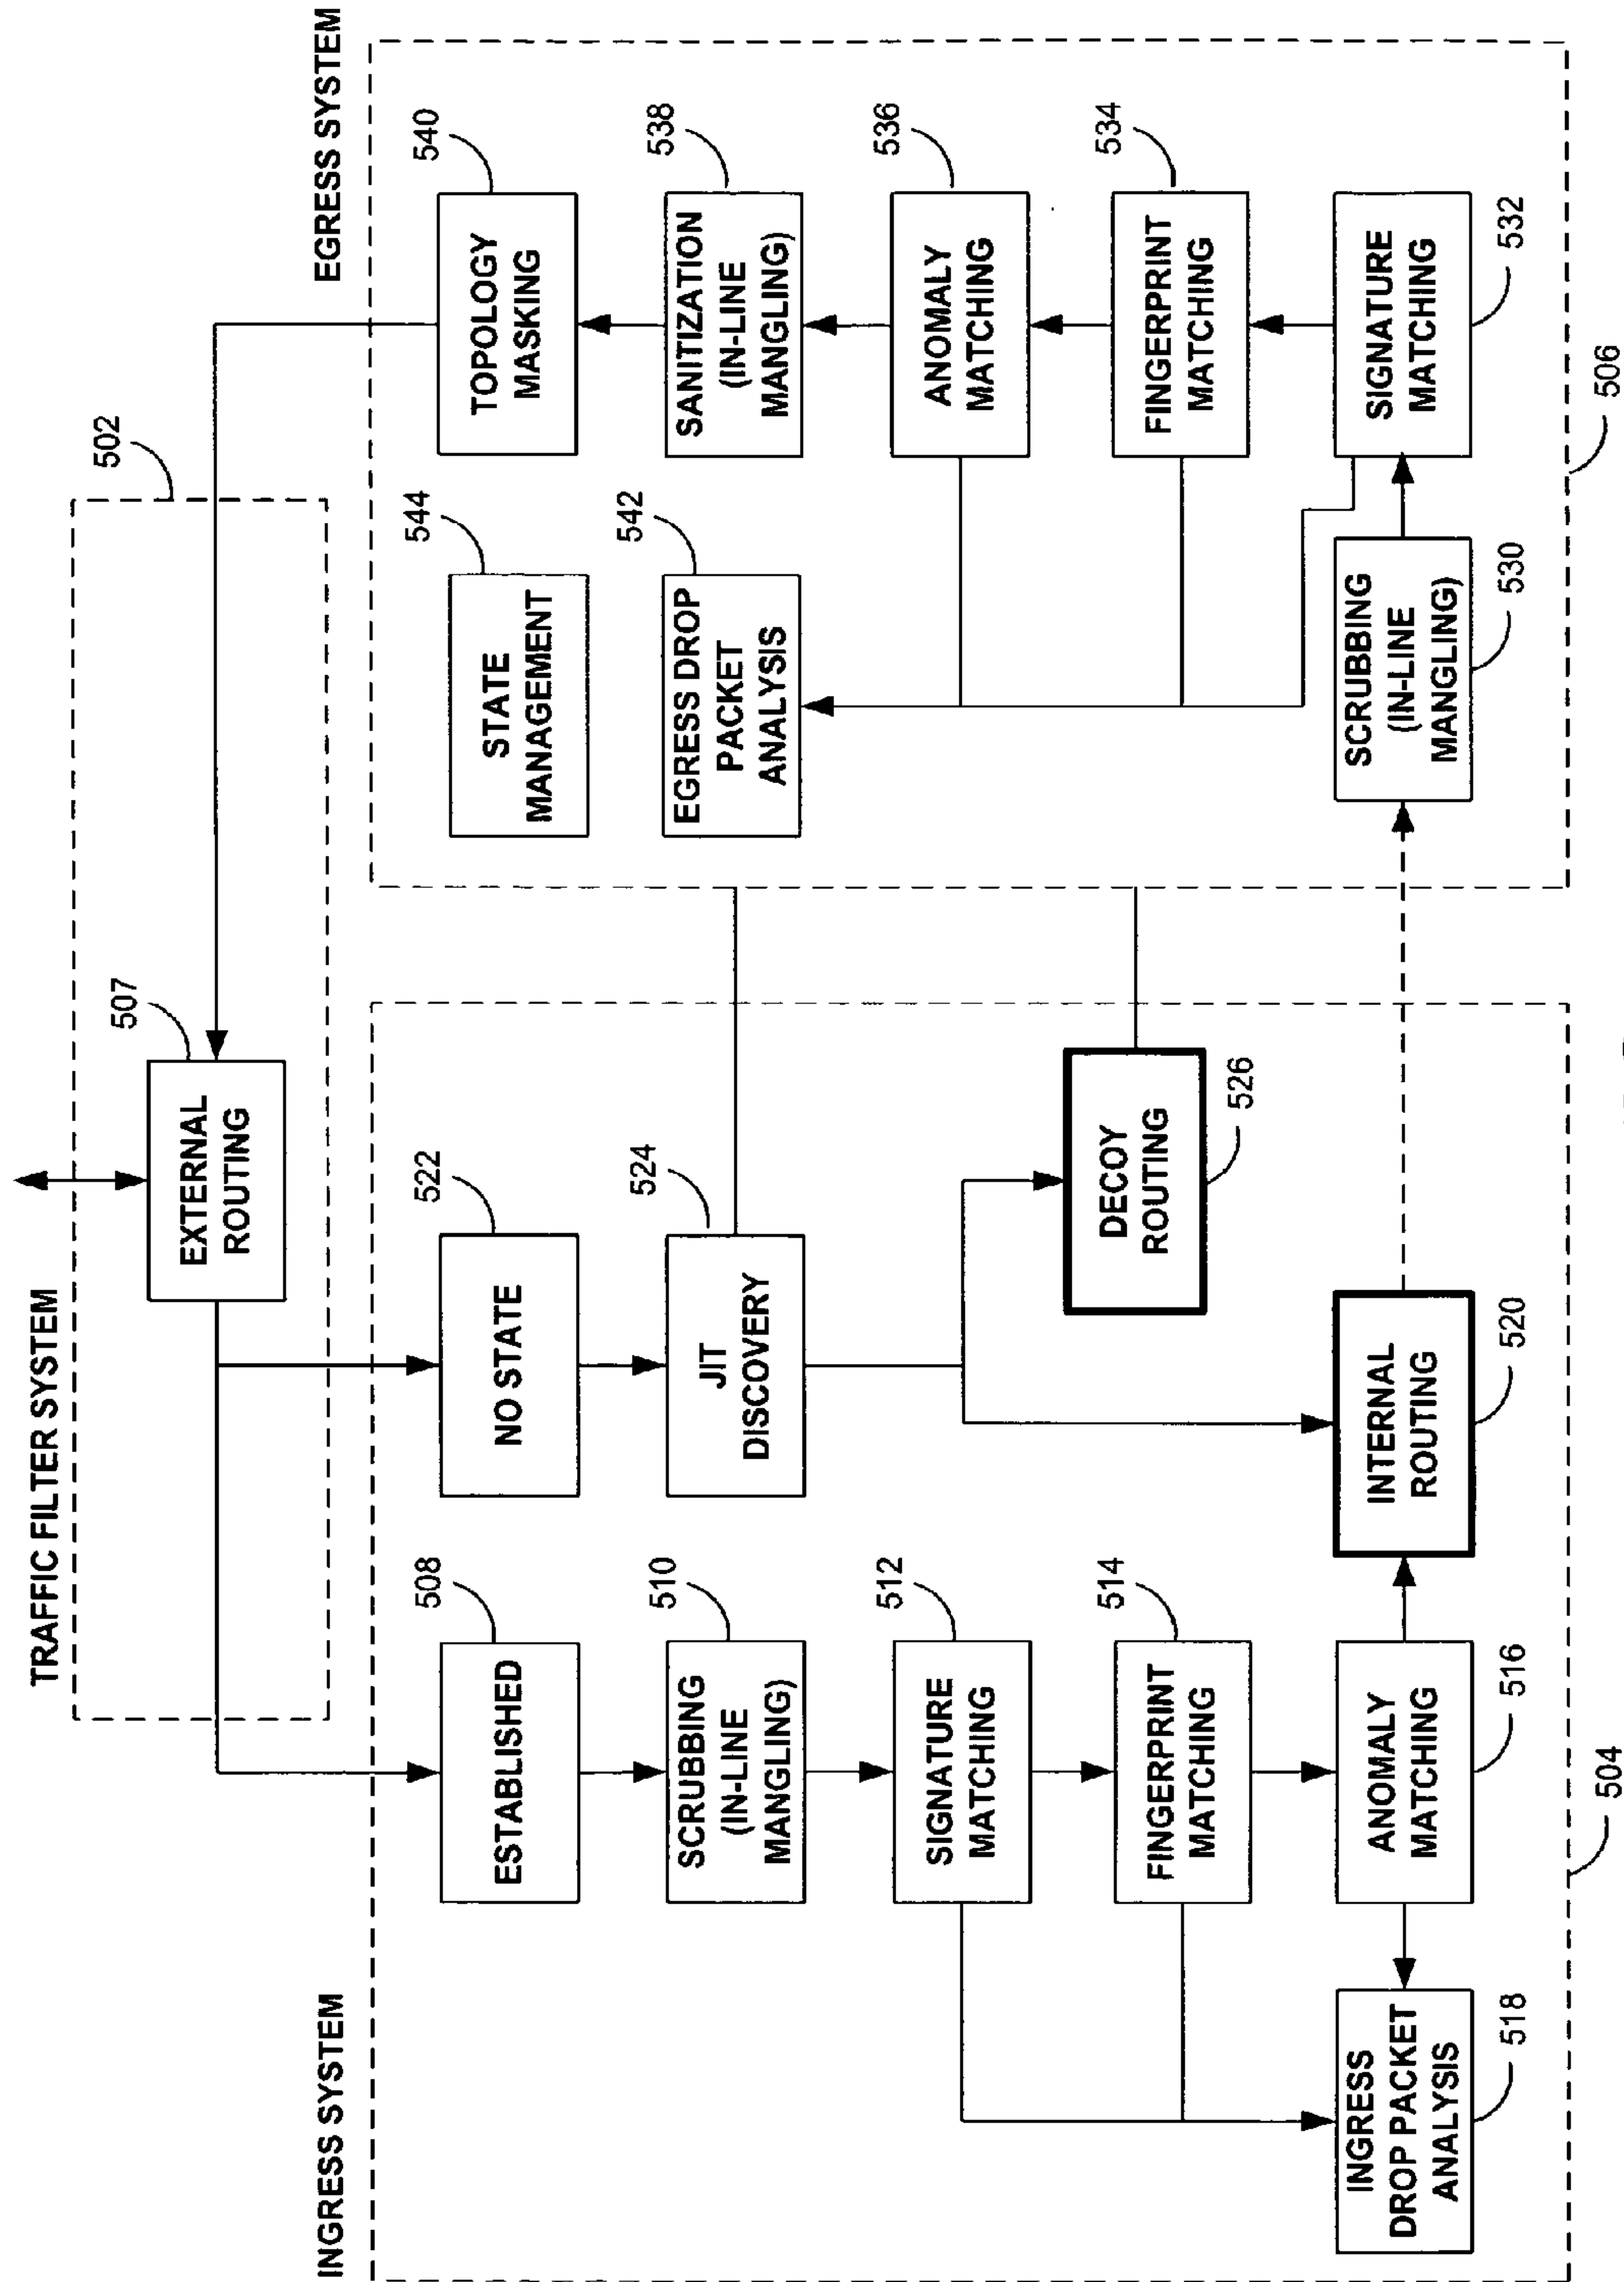 TRAFFIC FILTER SYSTEM
502
507
EXTERNAL
ROUTING
INGRESS SYSTEM
508
ESTABLISHED
510
SCRUBBING
(IN-LINE
MANGLING)
512
SIGNATURE
MATCHING
514
FINGERPRINT
MATCHING
ANOMALY
MATCHING
516
INGRESS
DROP PACKET
ANALYSIS
518
522
NO STATE
524
JIT
DISCOVERY
DECOY
ROUTING
526
INTERNAL
ROUTING
520
504
EGRESS SYSTEM
544
STATE
MANAGEMENT
542
EGRESS DROP
PACKET
ANALYSIS
SCRUBBING
(IN-LINE
MANGLING)
530
540
TOPOLOGY
MASKING
538
SANITIZATION
(IN-LINE
MANGLING)
536
ANOMALY
MATCHING
534
FINGERPRINT
MATCHING
SIGNATURE
MATCHING
532
506